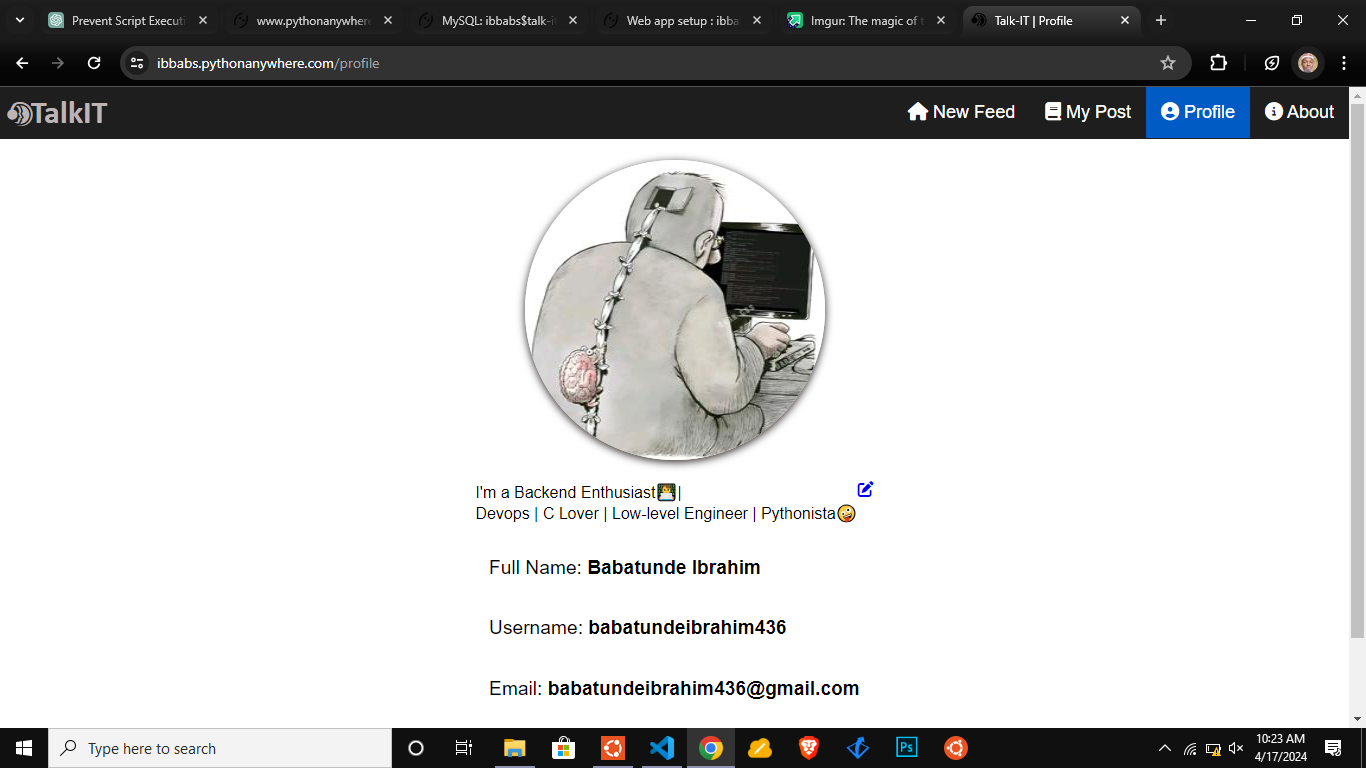 Prevent Script Executi
www.pythonanywhere
MySQL: ibbabs$talk-i
Web app setup : ibba
Imgur: The magic of t
Talk-IT | Profile
ibbabs.pythonanywhere.com/profile
TalkIT
New Feed
My Post
Profile
About
I'm a Backend Enthusiast👨‍💻|
Devops | C Lover | Low-level Engineer | Pythonista🤪
Full Name: Babatunde Ibrahim
Username: babatundeibrahim436
Email: babatundeibrahim436@gmail.com
Type here to search
Ps
10:23 AM
4/17/2024